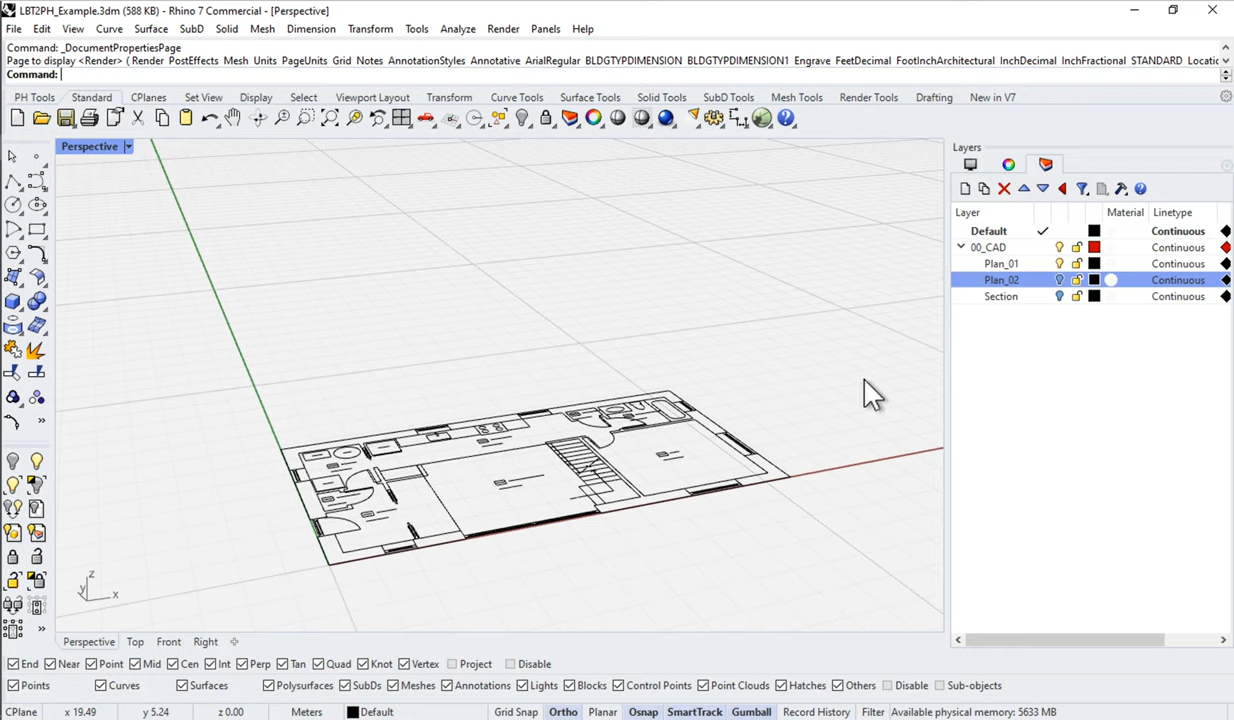 LBT2PH_Example.3dm (588 KB) - Rhino 7 Commercial - [Perspective]
File Edit View Curve Surface SubD Solid Mesh Dimension Transform Tools Analyze Render Panels Help
Command: _DocumentPropertiesPage
Page to display <Render> ( Render PostEffects Mesh Units PageUnits Grid Notes AnnotationStyles Annotative ArialRegular BLDGTYPDIMENSION BLDGTYPDIMENSION1 Engrave FeetDecimal FootInchArchitectural InchDecimal InchFractional STANDARD Locatio
Command:
PH Tools Standard CPlanes Set View Display Select Viewport Layout Transform Curve Tools Surface Tools Solid Tools SubD Tools Mesh Tools Render Tools Drafting New in V7
Perspective
Layers
Layer Material Linetype
Default Continuous
00_CAD Continuous
Plan_01 Continuous
Plan_02 Continuous
Section Continuous
z
y x
Perspective Top Front Right
End Near Point Mid Cen Int Perp Tan Quad Knot Vertex Project Disable
Points Curves Surfaces Polysurfaces SubDs Meshes Annotations Lights Blocks Control Points Point Clouds Hatches Others Disable Sub-objects
CPlane x 19.49 y 5.24 z 0.00 Meters Default Grid Snap Ortho Planar Osnap SmartTrack Gumball Record History Filter Available physical memory: 5633 MB